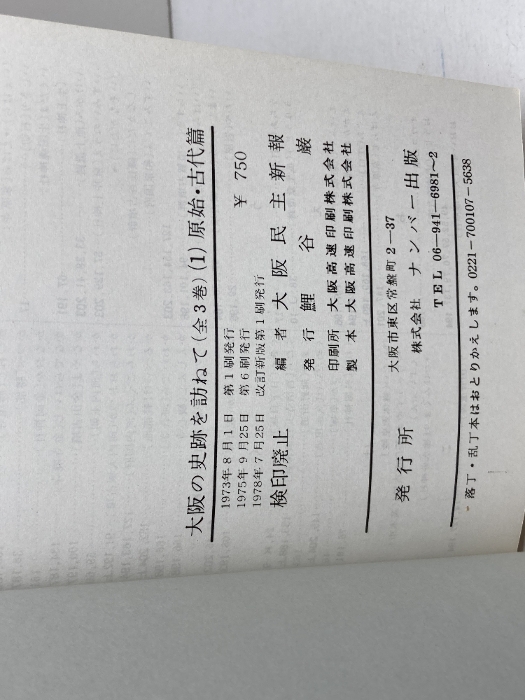 大阪の史跡を訪ねて(全3巻)(1)原始・古代篇
¥ 750
1973年8月1日 第1刷発行
1975年9月25日 第6刷発行
1978年7月25日 改訂新版第1刷発行
検印廃止
編者 大阪民主新報
発行 鯉谷巌
印刷所 大阪高速印刷株式会社
製本 大阪高速印刷株式会社
大阪市東区常盤町2—37
発行所 株式会社 ナンバー出版
TEL 06—941—6981〜2
落丁・乱丁本はおとりかえします。0221-700107-5638